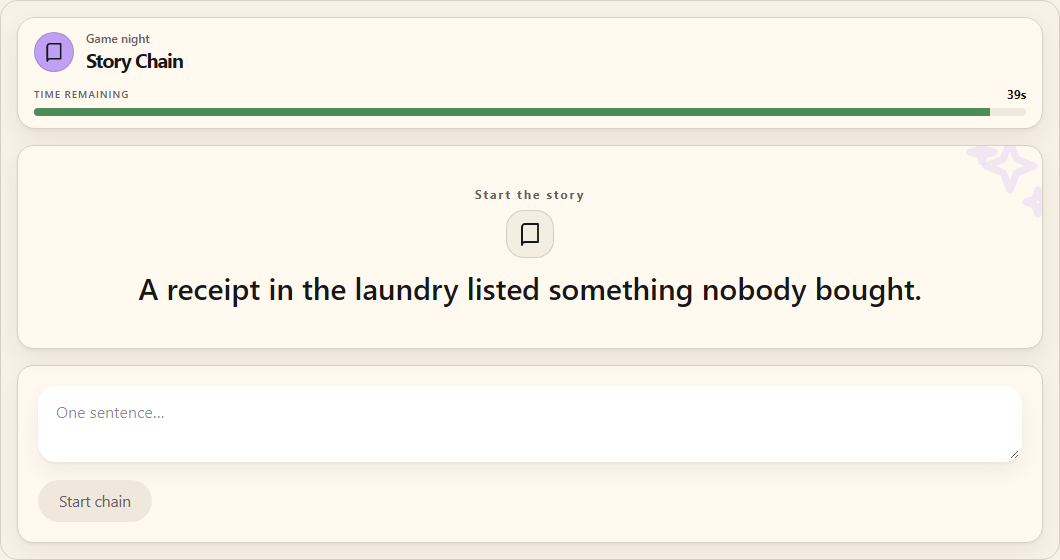 Game night
Story Chain
TIME REMAINING
39s
Start the story
A receipt in the laundry listed something nobody bought.
One sentence...
Start chain